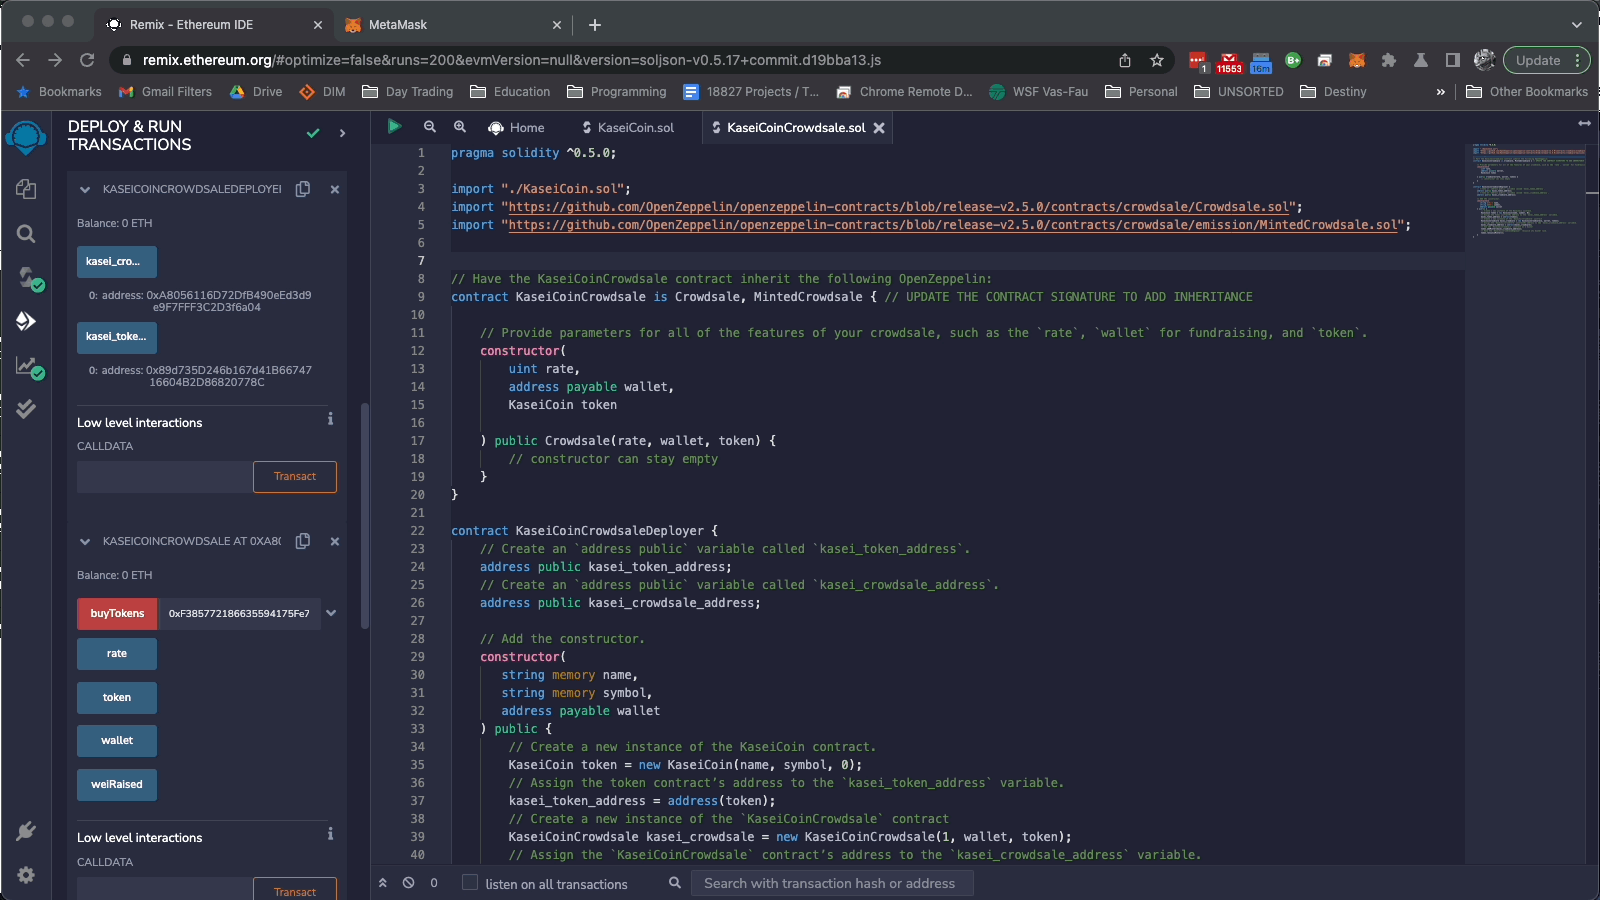 Remix - Ethereum IDE
MetaMask
remix.ethereum.org/#optimize=false&runs=200&evmVersion=null&version=soljson-v0.5.17+commit.d19bba13.js
1
11553
16m
Update
Bookmarks
Gmail Filters
Drive
DIM
Day Trading
Education
Programming
18827 Projects / T...
Chrome Remote D...
WSF Vas-Fau
Personal
UNSORTED
Destiny
»
Other Bookmarks
DEPLOY & RUN
TRANSACTIONS
KASEICOINCROWDSALEDEPLOYEI
Balance: 0 ETH
kasei_cro...
0: address: 0xA8056116D72DfB490eEd3d9
e9F7FFF3C2D3f6a04
kasei_toke...
0: address: 0x89d735D246b167d41B66747
16604B2D86820778C
Low level interactions
i
CALLDATA
Transact
KASEICOINCROWDSALE AT 0XA8C
Balance: 0 ETH
buyTokens
0xF385772186635594175Fe7
rate
token
wallet
weiRaised
Low level interactions
i
CALLDATA
Transact
Home
KaseiCoin.sol
KaseiCoinCrowdsale.sol
1 pragma solidity ^0.5.0;
2
3 import "./KaseiCoin.sol";
4 import "https://github.com/OpenZeppelin/openzeppelin-contracts/blob/release-v2.5.0/contracts/crowdsale/Crowdsale.sol";
5 import "https://github.com/OpenZeppelin/openzeppelin-contracts/blob/release-v2.5.0/contracts/crowdsale/emission/MintedCrowdsale.sol";
6
7
8 // Have the KaseiCoinCrowdsale contract inherit the following OpenZeppelin:
9 contract KaseiCoinCrowdsale is Crowdsale, MintedCrowdsale { // UPDATE THE CONTRACT SIGNATURE TO ADD INHERITANCE
10
11 // Provide parameters for all of the features of your crowdsale, such as the `rate`, `wallet` for fundraising, and `token`.
12 constructor(
13 uint rate,
14 address payable wallet,
15 KaseiCoin token
16
17 ) public Crowdsale(rate, wallet, token) {
18 // constructor can stay empty
19 }
20 }
21
22 contract KaseiCoinCrowdsaleDeployer {
23 // Create an `address public` variable called `kasei_token_address`.
24 address public kasei_token_address;
25 // Create an `address public` variable called `kasei_crowdsale_address`.
26 address public kasei_crowdsale_address;
27
28 // Add the constructor.
29 constructor(
30 string memory name,
31 string memory symbol,
32 address payable wallet
33 ) public {
34 // Create a new instance of the KaseiCoin contract.
35 KaseiCoin token = new KaseiCoin(name, symbol, 0);
36 // Assign the token contract’s address to the `kasei_token_address` variable.
37 kasei_token_address = address(token);
38 // Create a new instance of the `KaseiCoinCrowdsale` contract
39 KaseiCoinCrowdsale kasei_crowdsale = new KaseiCoinCrowdsale(1, wallet, token);
40 // Assign the `KaseiCoinCrowdsale` contract’s address to the `kasei_crowdsale_address` variable.
0
listen on all transactions
Search with transaction hash or address